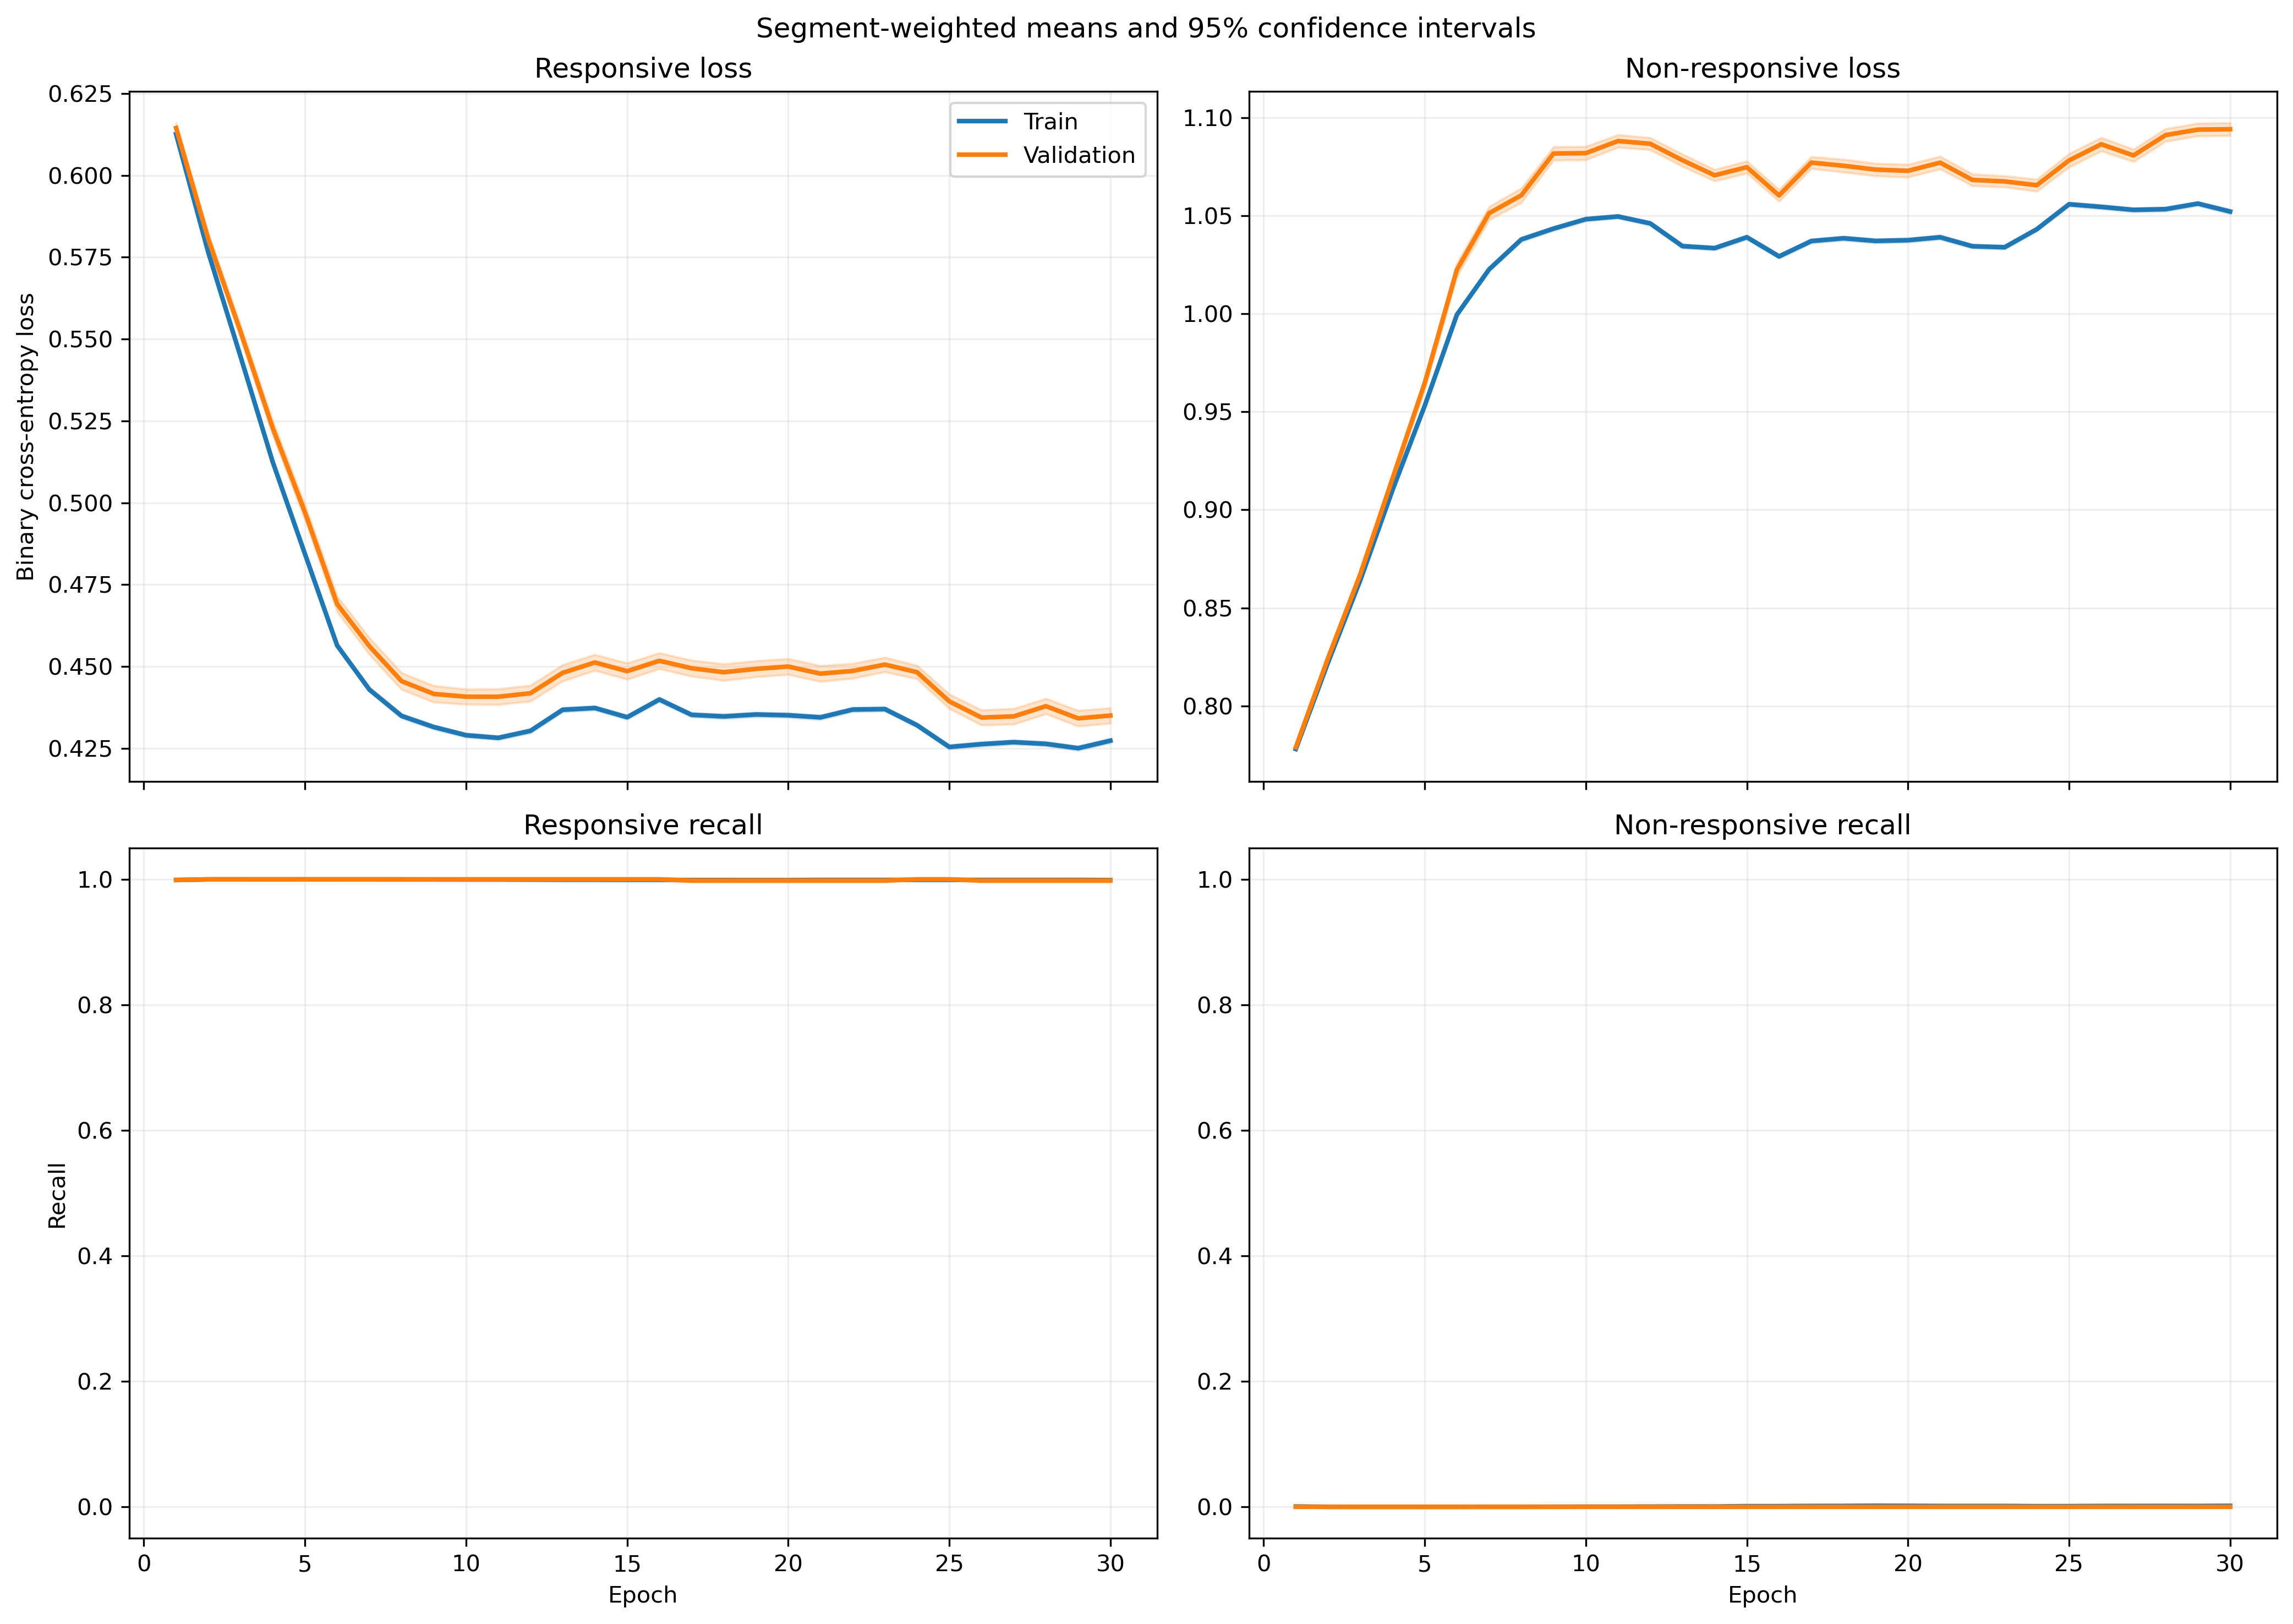 Segment-weighted means and 95% confidence intervals
Responsive loss
Non-responsive loss
Binary cross-entropy loss
0.625
0.600
0.575
0.550
0.525
0.500
0.475
0.450
0.425
Train
Validation
1.10
1.05
1.00
0.95
0.90
0.85
0.80
Responsive recall
Non-responsive recall
Recall
1.0
0.8
0.6
0.4
0.2
0.0
0 5 10 15 20 25 30
Epoch
1.0
0.8
0.6
0.4
0.2
0.0
0 5 10 15 20 25 30
Epoch